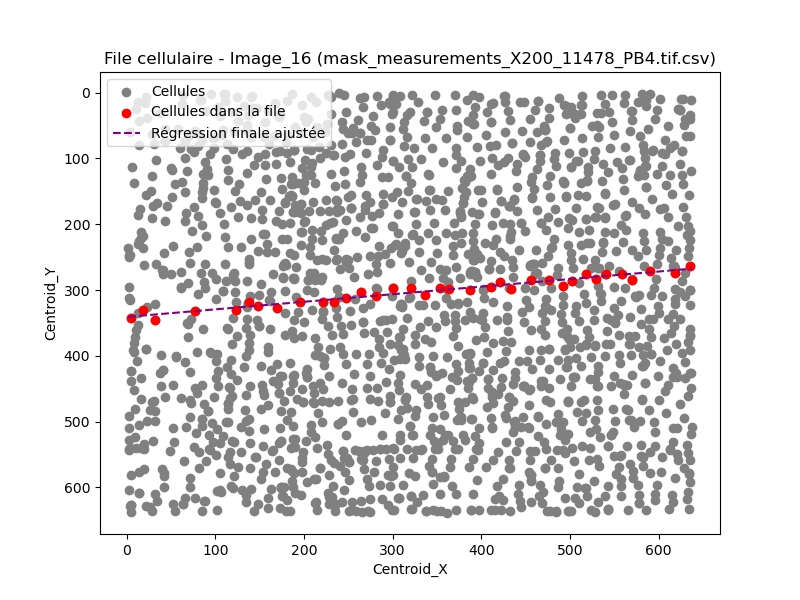 File cellulaire - Image_16 (mask_measurements_X200_11478_PB4.tif.csv)
Cellules
Cellules dans la file
Régression finale ajustée
Centroid_Y
0
100
200
300
400
500
600
0 100 200 300 400 500 600
Centroid_X